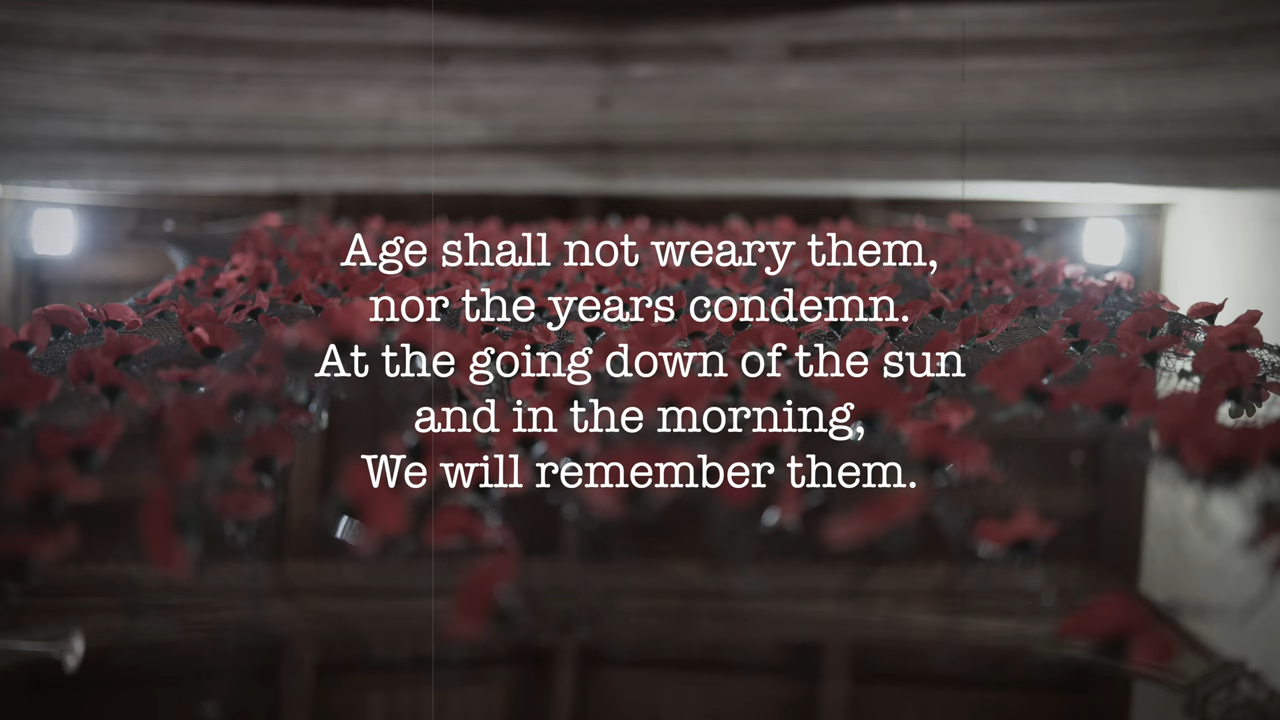 Age shall not weary them,
nor the years condemn.
At the going down of the sun
and in the morning,
We will remember them.